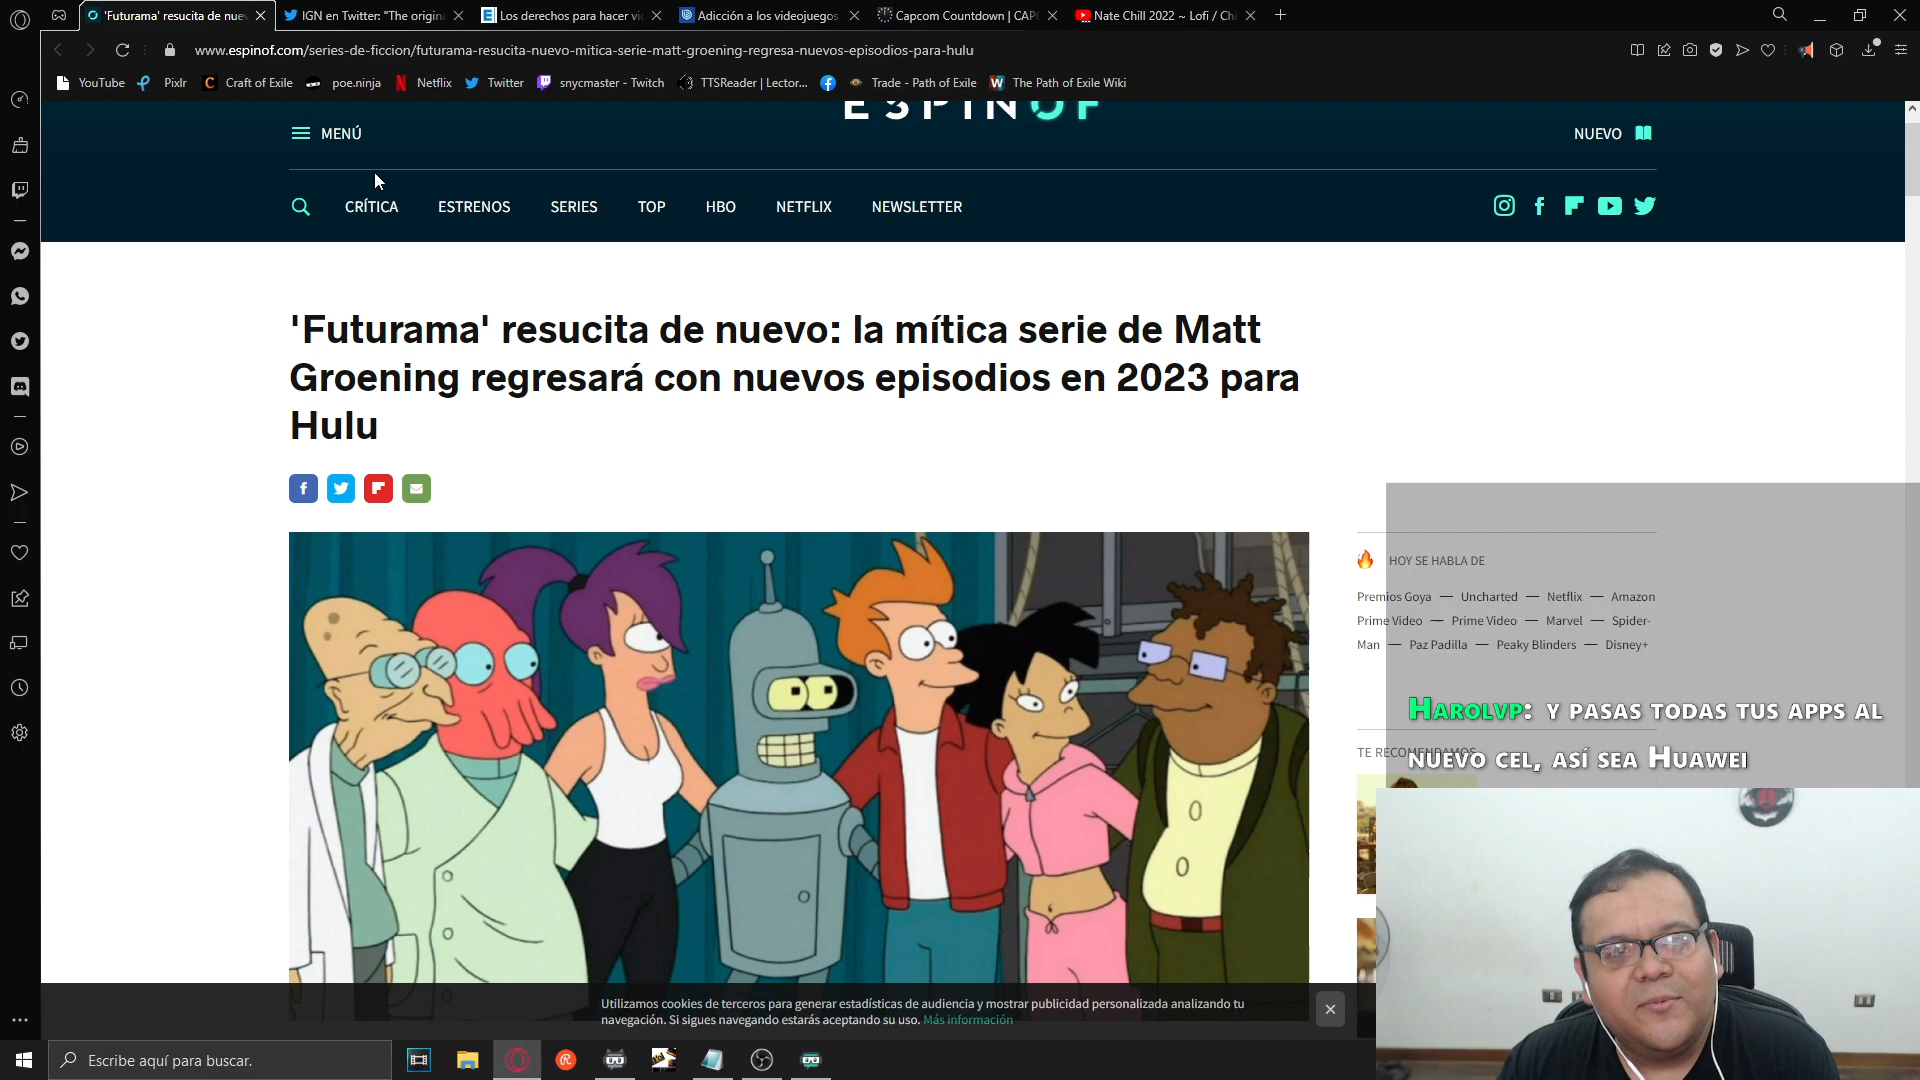 'Futurama' resucita de nuev
IGN en Twitter: "The origina
Los derechos para hacer vi
Adicción a los videojuegos
Capcom Countdown | CAPC
Nate Chill 2022 ~ Lofi / Chi
www.espinof.com/series-de-ficcion/futurama-resucita-nuevo-mitica-serie-matt-groening-regresa-nuevos-episodios-para-hulu
YouTube
Pixlr
Craft of Exile
poe.ninja
Netflix
Twitter
snycmaster - Twitch
TTSReader | Lector...
Trade - Path of Exile
The Path of Exile Wiki
ESPINOF
MENÚ
NUEVO
CRÍTICA
ESTRENOS
SERIES
TOP
HBO
NETFLIX
NEWSLETTER
'Futurama' resucita de nuevo: la mítica serie de Matt
Groening regresará con nuevos episodios en 2023 para
Hulu
HOY SE HABLA DE
Premios Goya — Uncharted — Netflix — Amazon
Prime Video — Prime Video — Marvel — Spider-
Man — Paz Padilla — Peaky Blinders — Disney+
TE RECOMENDAMOS
Harolvp: y pasas todas tus apps al
nuevo cel, así sea Huawei
Utilizamos cookies de terceros para generar estadísticas de audiencia y mostrar publicidad personalizada analizando tu
navegación. Si sigues navegando estarás aceptando su uso. Más información
Escribe aquí para buscar.